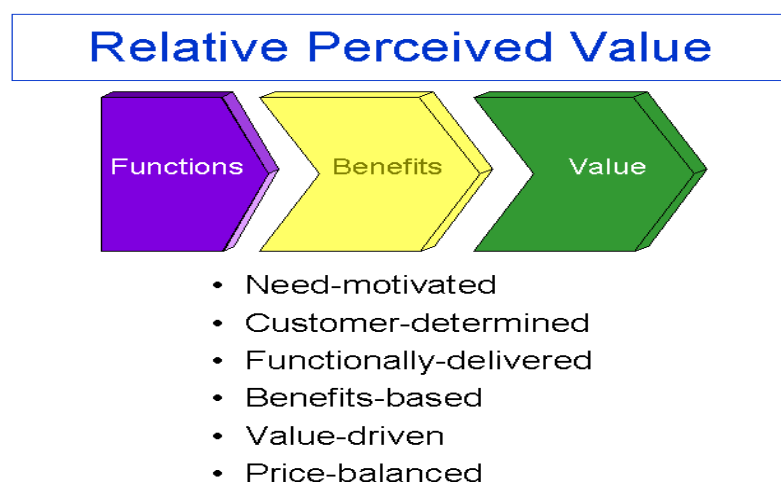 Relative Perceived Value
Functions
Benefits
Value
• Need-motivated
• Customer-determined
• Functionally-delivered
• Benefits-based
• Value-driven
• Price-balanced